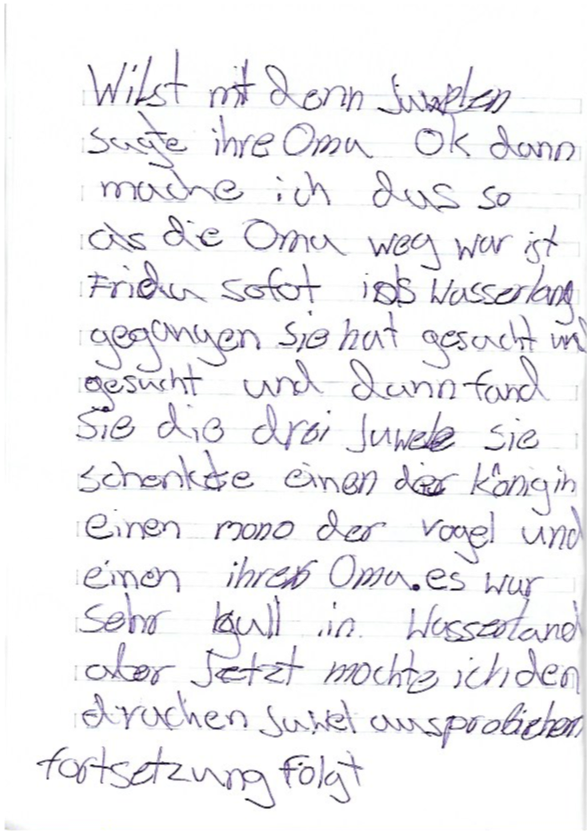 Wilst mit denn juwelen
sagte ihre Oma Ok dann
mache ich das so
als die Oma weg war ist
Frida sofot ins Wasserland
gegangen Sie hat gesucht und
gesucht und dann fand
Sie die drei Juwele sie
schenkte einen der Königin
einen mono der vogel und
einen ihrer Oma. es war
Sehr kull in Wasserland
aber Jetzt mochte ich den
drachen Juwel ausprobieren
fortsetzung Folgt